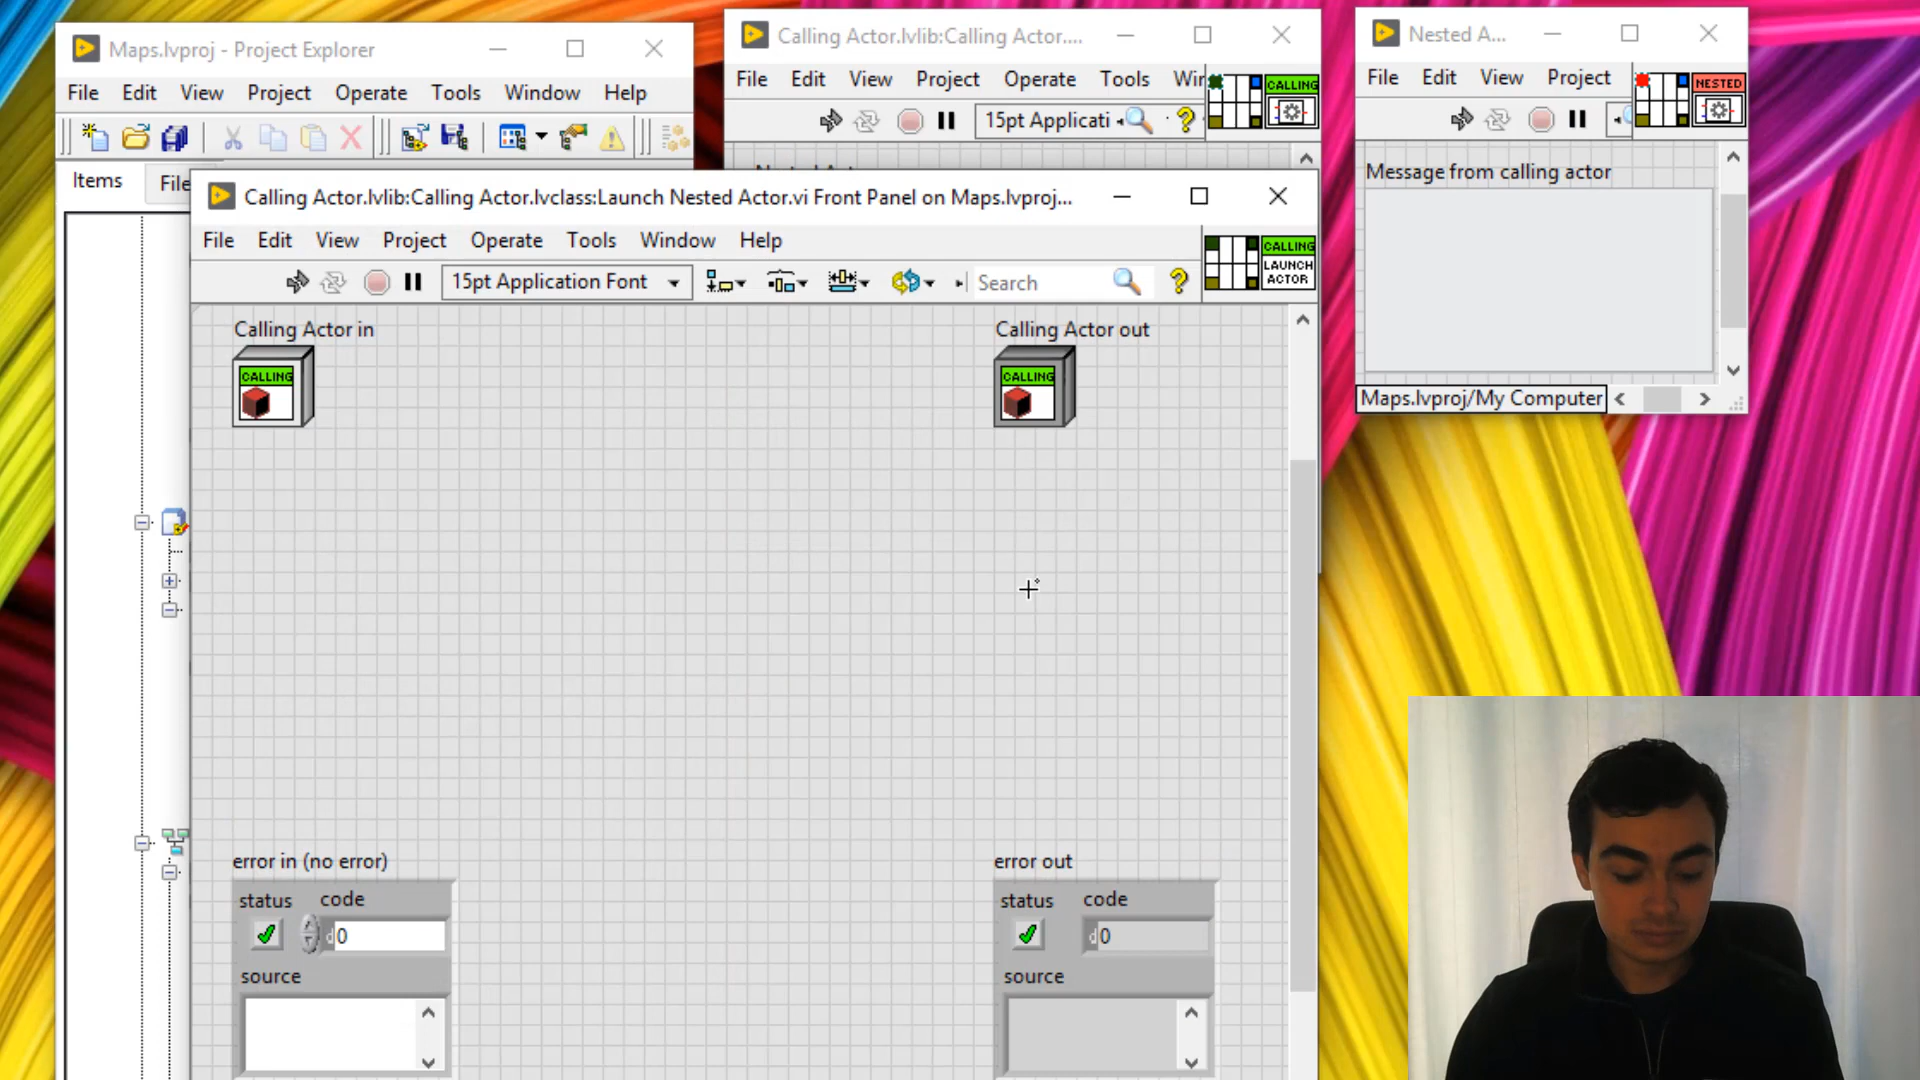 Maps.lvproj - Project Explorer
File Edit View Project Operate Tools Window Help
Items
Calling Actor.lvlib:Calling Actor....
File Edit View Project Operate Tools
15pt Applicati
CALLING
Nested A...
File Edit View Project
NESTED
Message from calling actor
Maps.lvproj/My Computer
Calling Actor.lvlib:Calling Actor.lvclass:Launch Nested Actor.vi Front Panel on Maps.lvproj...
File Edit View Project Operate Tools Window Help
15pt Application Font
Search
CALLING
LAUNCH
ACTOR
Calling Actor in
CALLING
Calling Actor out
CALLING
error in (no error)
status code
d0
source
error out
status code
d0
source